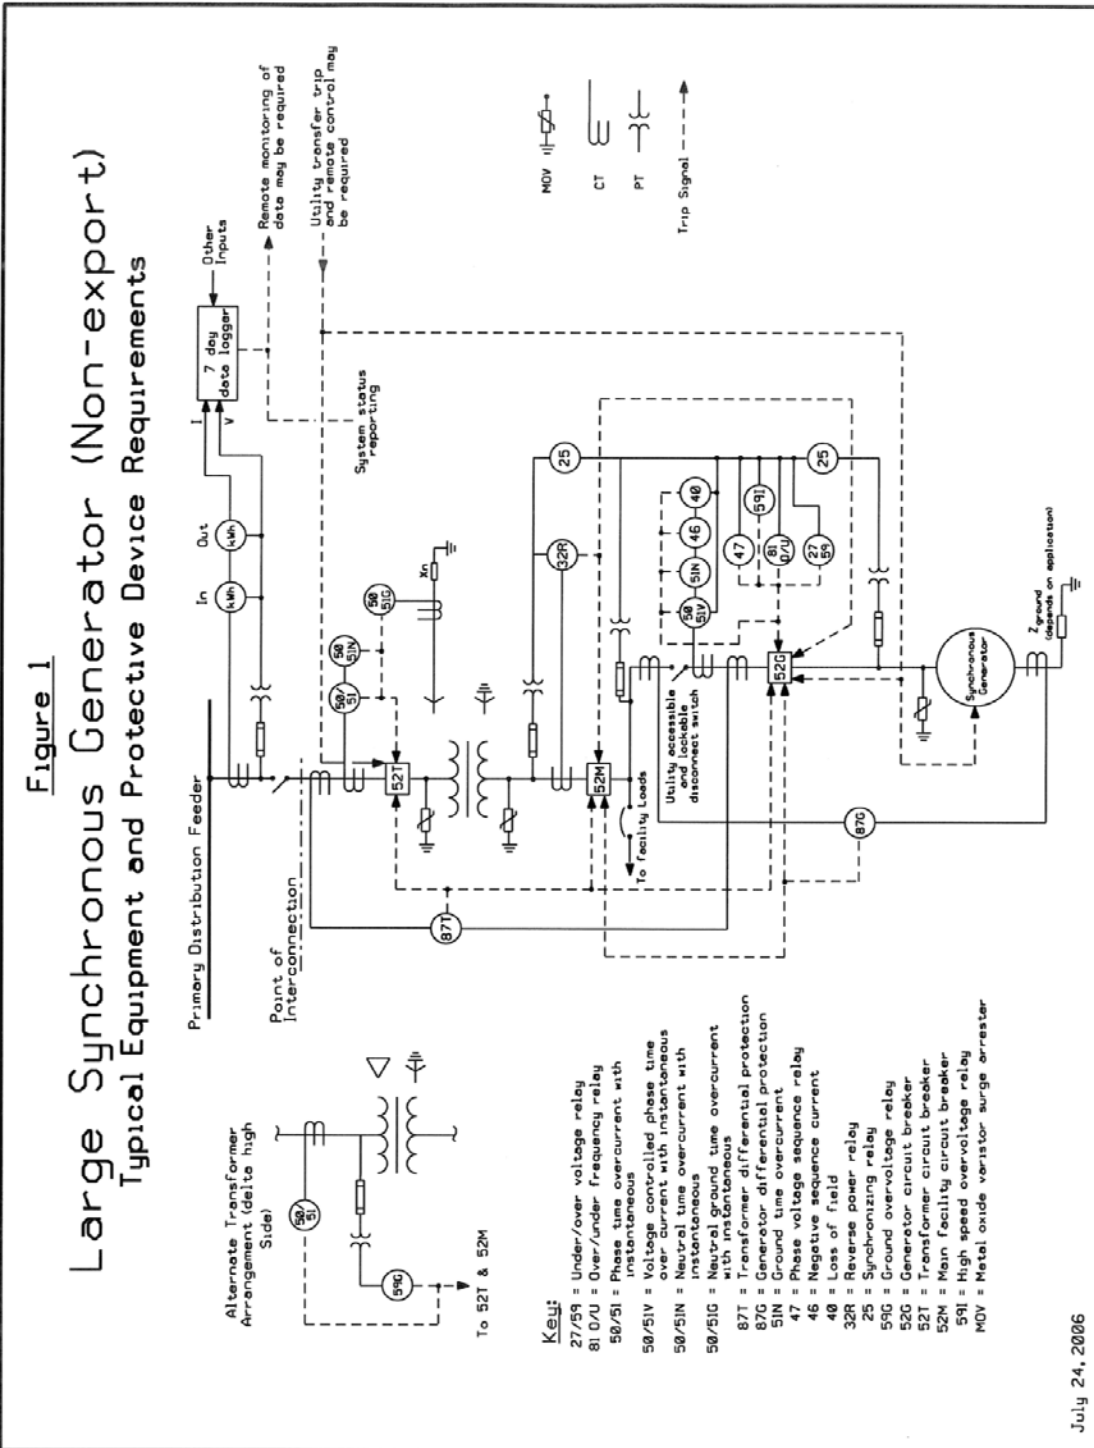 Figure 1
Large Synchronous Generator (Non-export)
Typical Equipment and Protective Device Requirements
Primary Distribution Feeder
In
Out
kWh
kWh
I
V
7 day
data logger
Other
Inputs
Remote monitoring of
data may be required
Utility transfer trip
and remote control may
be required
System status
reporting
Point of
Interconnection
50/51
50
51N
50
51G
Xn
52T
87T
Alternate Transformer
Arrangement (delta high
Side)
50/
51
59G
To 52T & 52M
32R
25
52M
To facility Loads
Utility accessible
and lockable
disconnect switch
50
51V
51N
46
40
47
59I
81
O/U
27
59
25
52G
87G
Synchronous
Generator
Z ground
(depends on application)
MOV
CT
PT
Trip Signal
Key:
27/59 = Under/over voltage relay
81 O/U = Over/under frequency relay
50/51 = Phase time overcurrent with
instantaneous
50/51V = Voltage controlled phase time
over current with instantaneous
50/51N = Neutral time overcurrent with
instantaneous
50/51G = Neutral ground time overcurrent
with instantaneous
87T = Transformer differential protection
87G = Generator differential protection
51N = Ground time overcurrent
47 = Phase voltage sequence relay
46 = Negative sequence current
40 = Loss of field
32R = Reverse power relay
25 = Synchronizing relay
59G = Ground overvoltage relay
52G = Generator circuit breaker
52T = Transformer circuit breaker
52M = Main facility circuit breaker
59I = High speed overvoltage relay
MOV = Metal oxide varistor surge arrester
July 24, 2006